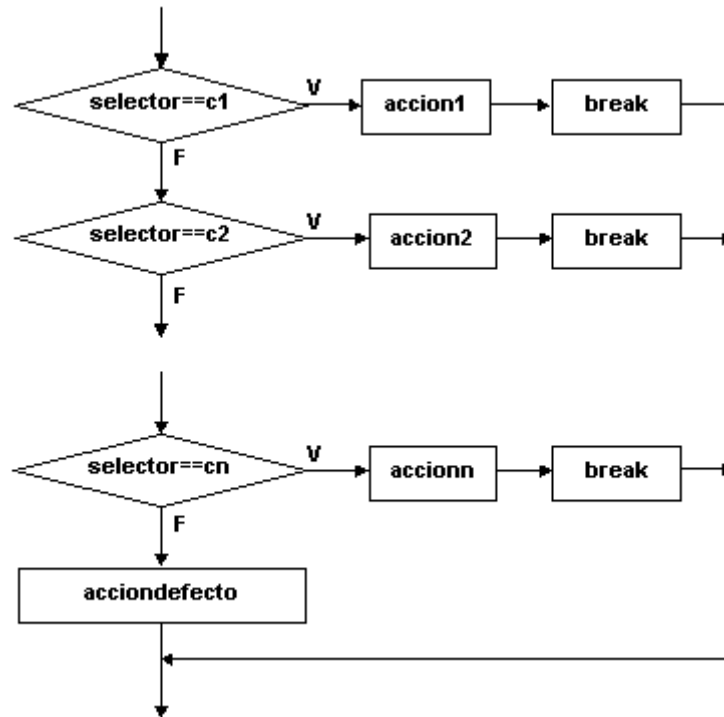 selector==c1
V
accion1
break
F
selector==c2
V
accion2
break
F
selector==cn
V
accionn
break
F
acciondefecto